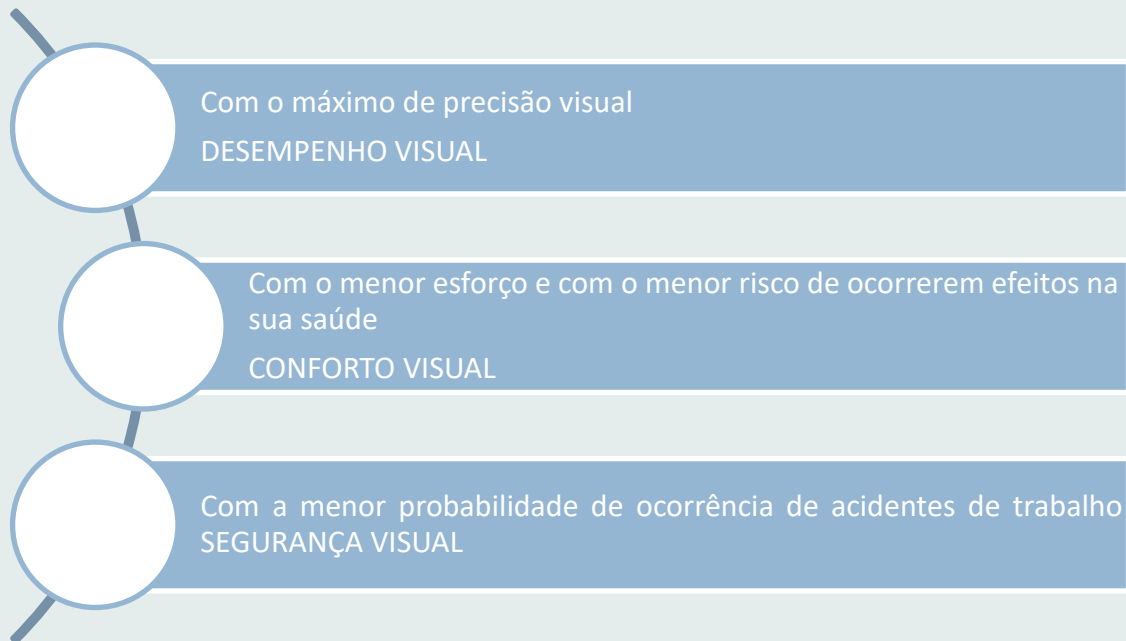 Com o máximo de precisão visual
DESEMPENHO VISUAL
Com o menor esforço e com o menor risco de ocorrerem efeitos na
sua saúde
CONFORTO VISUAL
Com a menor probabilidade de ocorrência de acidentes de trabalho
SEGURANÇA VISUAL